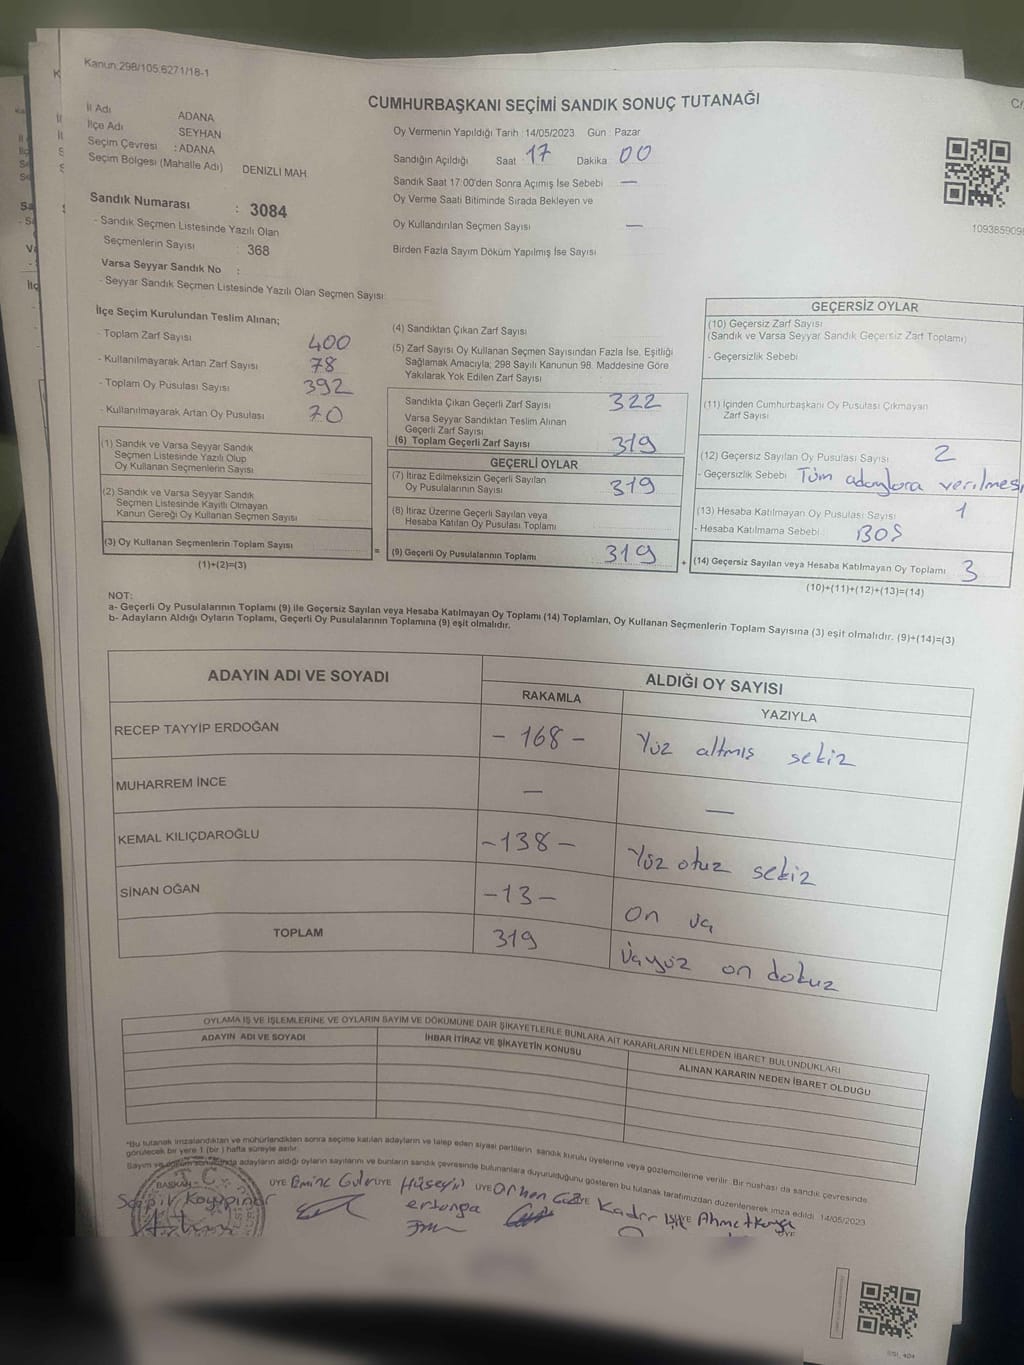 Kanun:298/105.6271/18-1
CUMHURBAŞKANI SEÇİMİ SANDIK SONUÇ TUTANAĞI
İl Adı ADANA
İlçe Adı SEYHAN
Seçim Çevresi : ADANA
Seçim Bölgesi (Mahalle Adı) DENİZLİ MAH.
Oy Vermenin Yapıldığı Tarih : 14/05/2023 Gün : Pazar
Sandığın Açıldığı Saat 17 Dakika 00
Sandık Saat 17:00'den Sonra Açımış İse Sebebi —
Oy Verme Saati Bitiminde Sırada Bekleyen ve
Oy Kullandırılan Seçmen Sayısı —
Birden Fazla Sayım Döküm Yapılmış İse Sayısı
Sandık Numarası : 3084
- Sandık Seçmen Listesinde Yazılı Olan
Seçmenlerin Sayısı : 368
Varsa Seyyar Sandık No :
- Seyyar Sandık Seçmen Listesinde Yazılı Olan Seçmen Sayısı:
İlçe Seçim Kurulundan Teslim Alınan;
- Toplam Zarf Sayısı 400
- Kullanılmayarak Artan Zarf Sayısı 78
- Toplam Oy Pusulası Sayısı 392
- Kullanılmayarak Artan Oy Pusulası 70
(1) Sandık ve Varsa Seyyar Sandık
Seçmen Listesinde Yazılı Olup
Oy Kullanan Seçmenlerin Sayısı
(2) Sandık ve Varsa Seyyar Sandık
Seçmen Listesinde Kayıtlı Olmayan
Kanun Gereği Oy Kullanan Seçmen Sayısı
(3) Oy Kullanan Seçmenlerin Toplam Sayısı
(1)+(2)=(3)
=
(4) Sandıktan Çıkan Zarf Sayısı
(5) Zarf Sayısı Oy Kullanan Seçmen Sayısından Fazla İse, Eşitliği
Sağlamak Amacıyla, 298 Sayılı Kanunun 98. Maddesine Göre
Yakılarak Yok Edilen Zarf Sayısı
Sandıkta Çıkan Geçerli Zarf Sayısı 322
Varsa Seyyar Sandıktan Teslim Alınan
Geçerli Zarf Sayısı
(6) Toplam Geçerli Zarf Sayısı 319
GEÇERLİ OYLAR
(7) İtiraz Edilmeksizin Geçerli Sayılan
Oy Pusulalarının Sayısı 319
(8) İtiraz Üzerine Geçerli Sayılan veya
Hesaba Katılan Oy Pusulası Toplamı
(9) Geçerli Oy Pusulalarının Toplamı 319
+
GEÇERSİZ OYLAR
(10) Geçersiz Zarf Sayısı
(Sandık ve Varsa Seyyar Sandık Geçersiz Zarf Toplamı)
- Geçersizlik Sebebi
(11) İçinden Cumhurbaşkanı Oy Pusulası Çıkmayan
Zarf Sayısı
(12) Geçersiz Sayılan Oy Pusulası Sayısı 2
- Geçersizlik Sebebi Tüm adaylara verilmesi
(13) Hesaba Katılmayan Oy Pusulası Sayısı 1
- Hesaba Katılmama Sebebi: BOŞ
(14) Geçersiz Sayılan veya Hesaba Katılmayan Oy Toplamı 3
(10)+(11)+(12)+(13)=(14)
NOT:
a- Geçerli Oy Pusulalarının Toplamı (9) ile Geçersiz Sayılan veya Hesaba Katılmayan Oy Toplamı (14) Toplamları, Oy Kullanan Seçmenlerin Toplam Sayısına (3) eşit olmalıdır. (9)+(14)=(3)
b- Adayların Aldığı Oyların Toplamı, Geçerli Oy Pusulalarının Toplamına (9) eşit olmalıdır.
ADAYIN ADI VE SOYADI ALDIĞI OY SAYISI
RAKAMLA YAZIYLA
RECEP TAYYİP ERDOĞAN - 168 - Yüz altmış sekiz
MUHARREM İNCE — —
KEMAL KILIÇDAROĞLU -138- Yüz otuz sekiz
SİNAN OĞAN -13- On üç
TOPLAM 319 Üçyüz on dokuz
OYLAMA İŞ VE İŞLEMLERİNE VE OYLARIN SAYIM VE DÖKÜMÜNE DAİR ŞİKAYETLERLE BUNLARA AİT KARARLARIN NELERDEN İBARET BULUNDUKLARI
ADAYIN ADI VE SOYADI İHBAR İTİRAZ VE ŞİKAYETİN KONUSU ALINAN KARARIN NEDEN İBARET OLDUĞU
*Bu tutanak imzalandıktan ve mühürlendikten sonra seçime katılan adayların ve talep eden siyasi partilerin sandık kurulu üyelerine veya gözlemcilerine verilir. Bir nüshası da sandık çevresinde
görülecek bir yere 1 (bir) hafta süreyle asılır.
adayların aldığı oyların sayılarını ve bunların sandık çevresinde bulunanlara duyurulduğunu gösteren bu tutanak tarafımızdan düzenlenerek imza edildi. 14/05/2023
BAŞKAN ÜYE Emine ÜYE Hüseyin ÜYE Orhan Kader IŞIK ÜYE Ahmet
T.C.
ÜYE